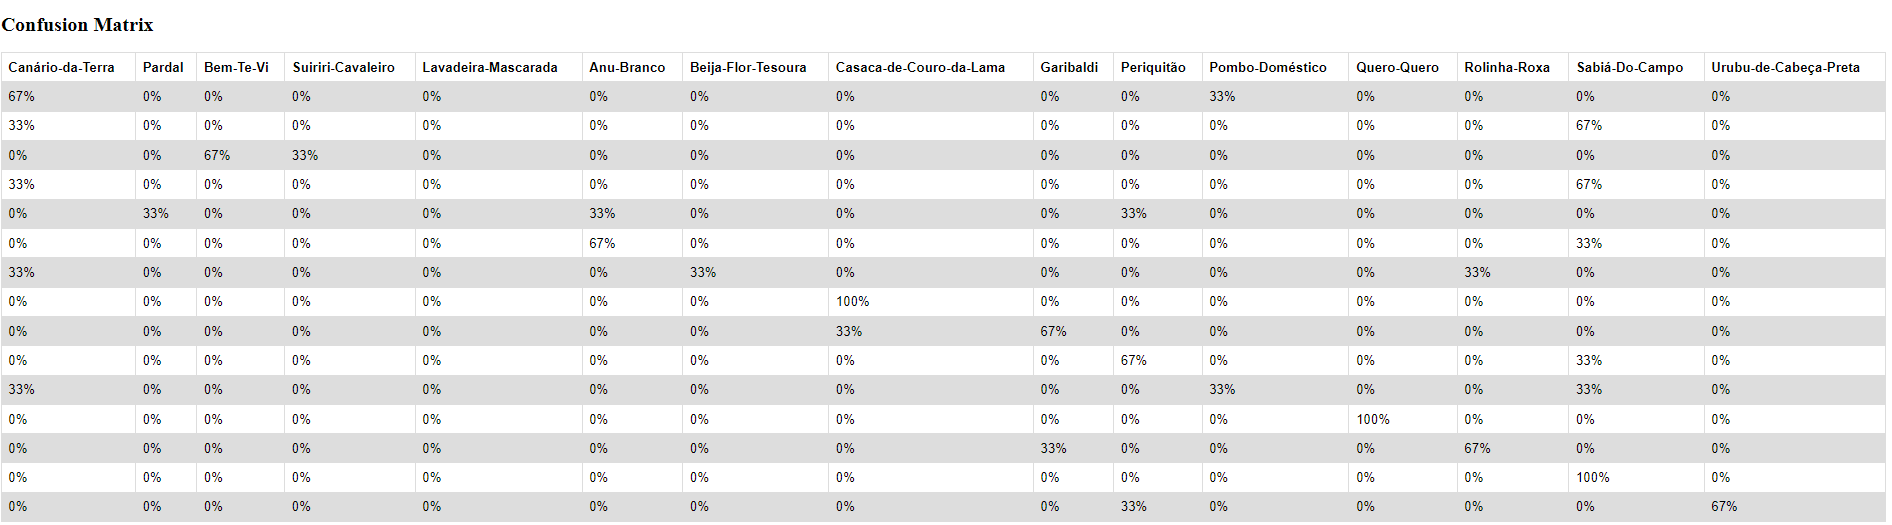 Confusion Matrix
Canário-da-Terra Pardal Bem-Te-Vi Suiriri-Cavaleiro Lavadeira-Mascarada Anu-Branco Beija-Flor-Tesoura Casaca-de-Couro-da-Lama Garibaldi Periquitão Pombo-Doméstico Quero-Quero Rolinha-Roxa Sabiá-Do-Campo Urubu-de-Cabeça-Preta
67% 0% 0% 0% 0% 0% 0% 0% 0% 0% 33% 0% 0% 0% 0%
33% 0% 0% 0% 0% 0% 0% 0% 0% 0% 0% 0% 0% 67% 0%
0% 0% 67% 33% 0% 0% 0% 0% 0% 0% 0% 0% 0% 0% 0%
33% 0% 0% 0% 0% 0% 0% 0% 0% 0% 0% 0% 0% 67% 0%
0% 33% 0% 0% 0% 33% 0% 0% 0% 33% 0% 0% 0% 0% 0%
0% 0% 0% 0% 0% 67% 0% 0% 0% 0% 0% 0% 0% 33% 0%
33% 0% 0% 0% 0% 0% 33% 0% 0% 0% 0% 0% 33% 0% 0%
0% 0% 0% 0% 0% 0% 0% 100% 0% 0% 0% 0% 0% 0% 0%
0% 0% 0% 0% 0% 0% 0% 33% 67% 0% 0% 0% 0% 0% 0%
0% 0% 0% 0% 0% 0% 0% 0% 0% 67% 0% 0% 0% 33% 0%
33% 0% 0% 0% 0% 0% 0% 0% 0% 0% 33% 0% 0% 33% 0%
0% 0% 0% 0% 0% 0% 0% 0% 0% 0% 0% 100% 0% 0% 0%
0% 0% 0% 0% 0% 0% 0% 0% 33% 0% 0% 0% 67% 0% 0%
0% 0% 0% 0% 0% 0% 0% 0% 0% 0% 0% 0% 0% 100% 0%
0% 0% 0% 0% 0% 0% 0% 0% 0% 33% 0% 0% 0% 0% 67%